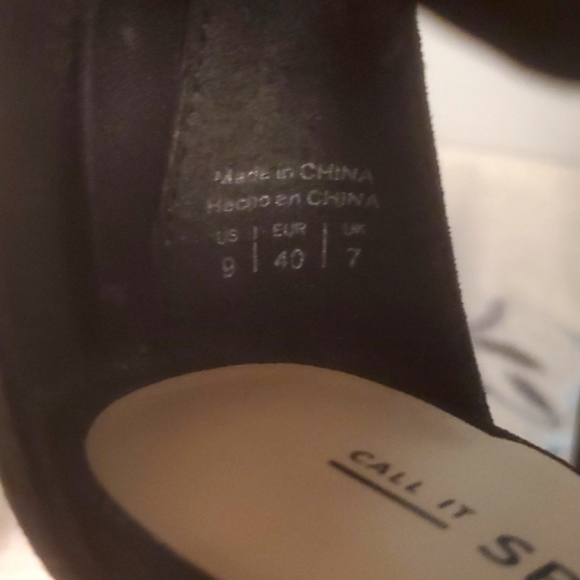 Made in CHINA
Hecho en CHINA
US | EUR | UK
9 | 40 | 7
CALL IT